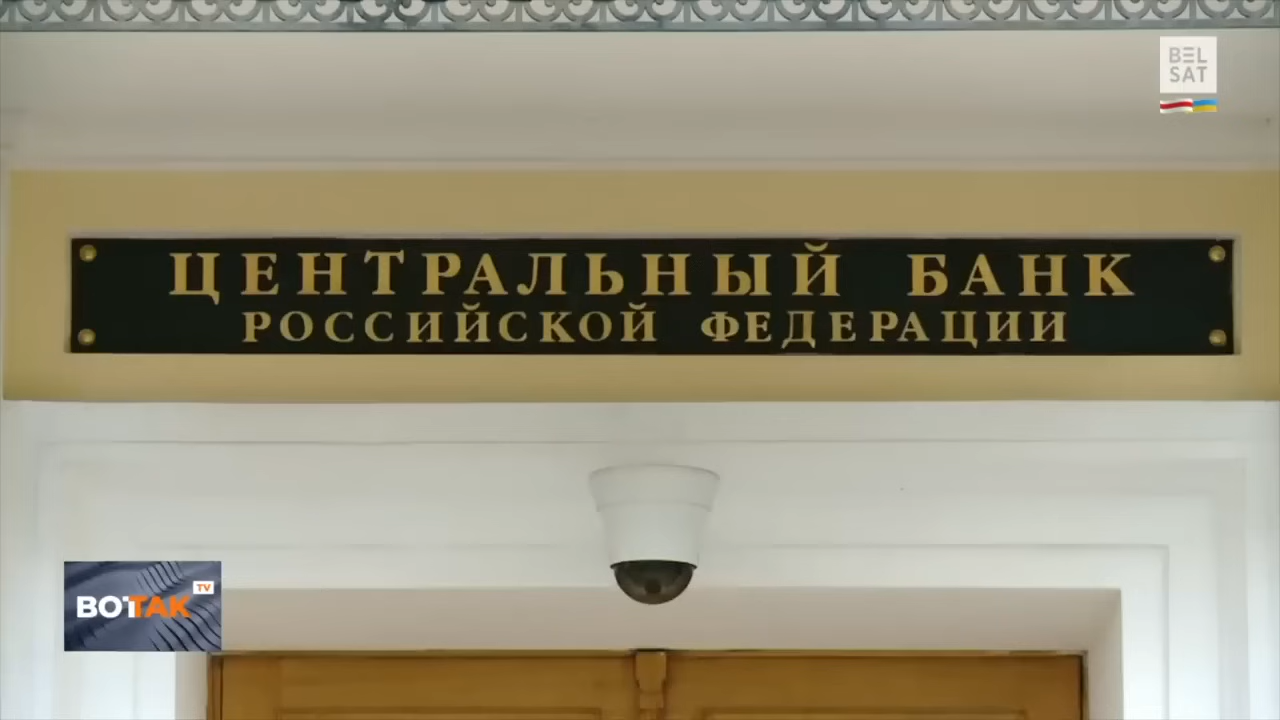 BEL
SAT
ЦЕНТРАЛЬНЫЙ БАНК
РОССИЙСКОЙ ФЕДЕРАЦИИ
ВОТТАК TV